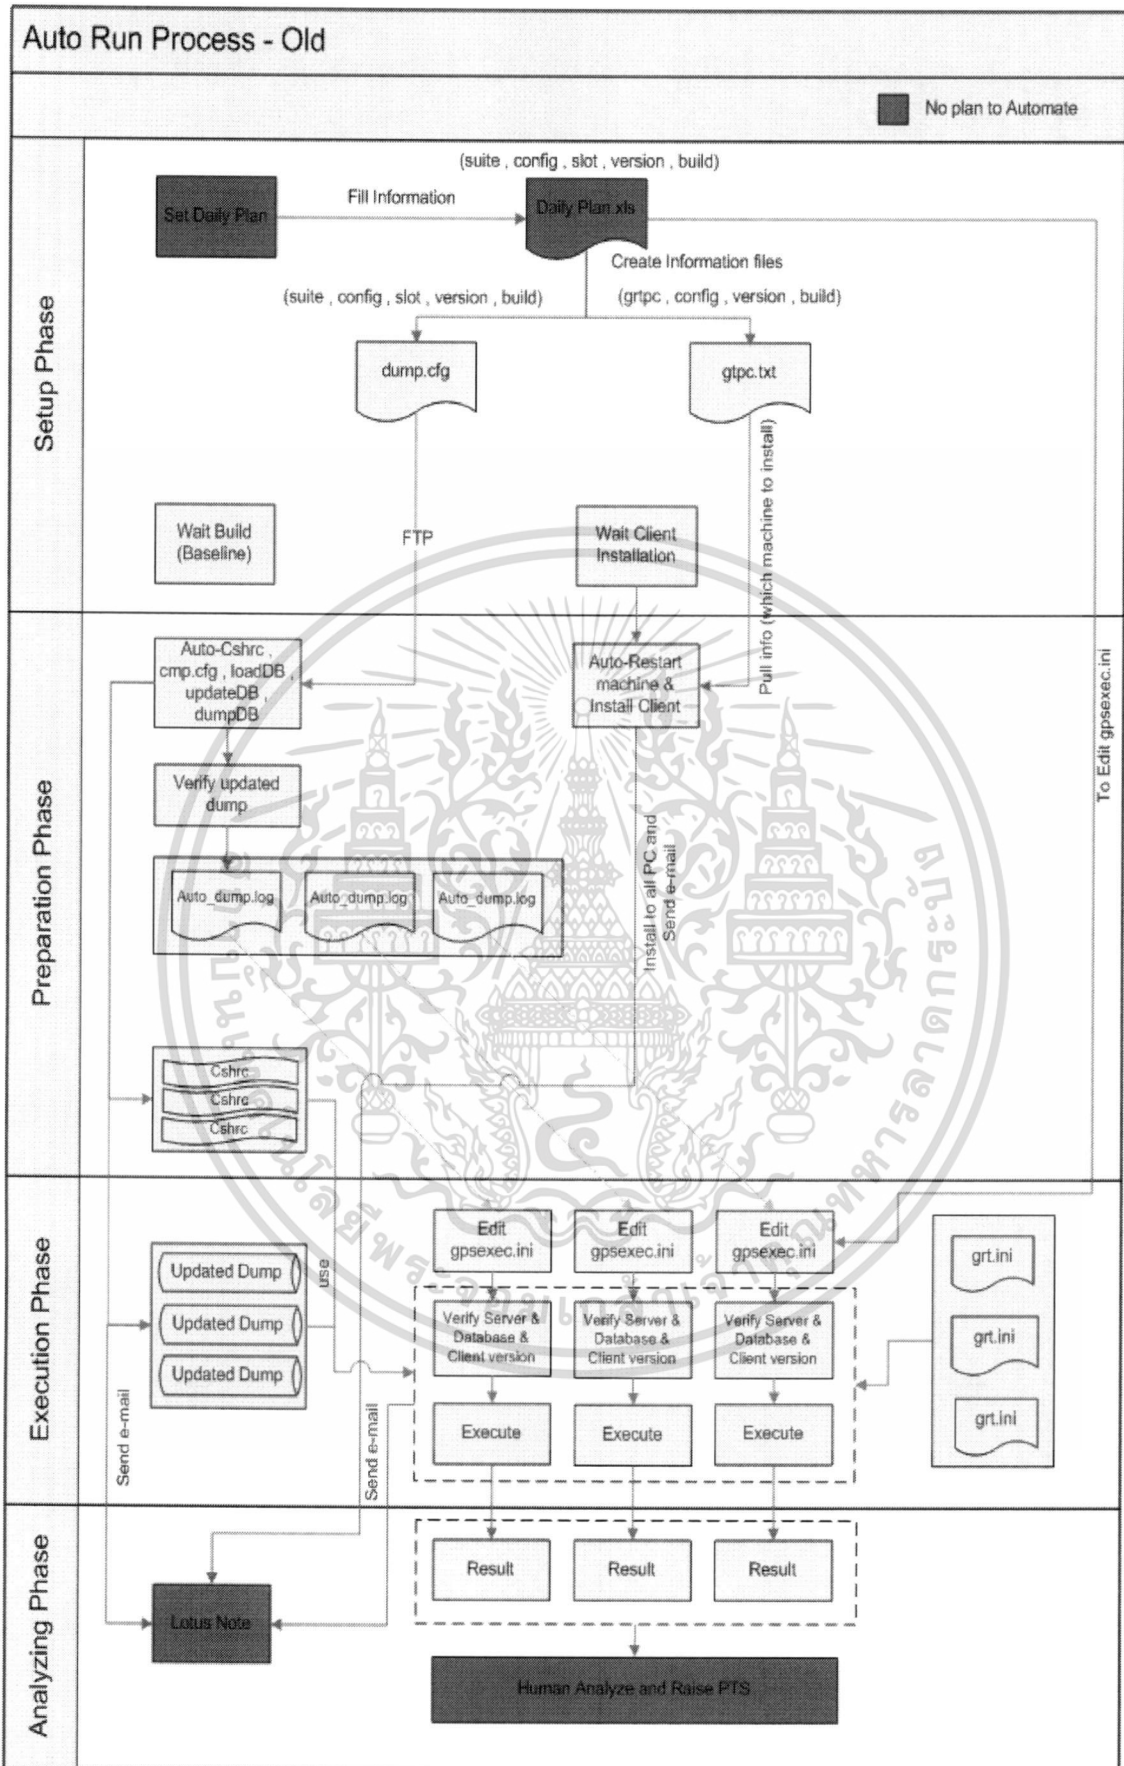 Auto Run Process - Old
No plan to Automate
Setup Phase
(suite , config , slot , version , build)
Set Daily Plan
Fill Information
Daily Plan.xls
Create Information files
(suite , config , slot , version , build)
(grtpc , config , version , build)
dump.cfg
gtpc.txt
Pull info (which machine to install)
Wait Build
(Baseline)
FTP
Wait Client
Installation
To Edit gpsexec.ini
Preparation Phase
Auto-Cshrc ,
cmp.cfg , loadDB ,
updateDB ,
dumpDB
Auto-Restart
machine &
Install Client
Verify updated
dump
Install to all PC and
Send e-mail
Auto_dump.log
Auto_dump.log
Auto_dump.log
Cshrc
Cshrc
Cshrc
Execution Phase
Updated Dump
Updated Dump
Updated Dump
use
Edit
gpsexec.ini
Edit
gpsexec.ini
Edit
gpsexec.ini
Verify Server &
Database &
Client version
Verify Server &
Database &
Client version
Verify Server &
Database &
Client version
grt.ini
grt.ini
grt.ini
Execute
Execute
Execute
Send e-mail
Send e-mail
Analyzing Phase
Result
Result
Result
Lotus Note
Human Analyze and Raise PTS